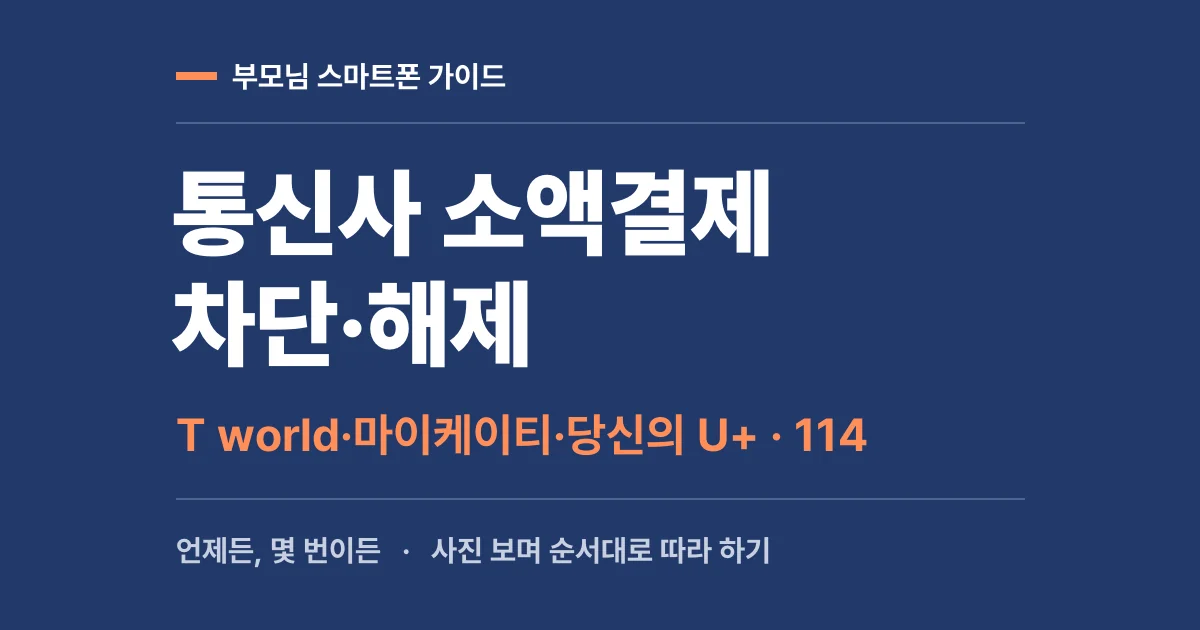 부모님 스마트폰 가이드
통신사 소액결제
차단·해제
T world·마이케이티·당신의 U+ · 114
언제든, 몇 번이든 · 사진 보며 순서대로 따라 하기